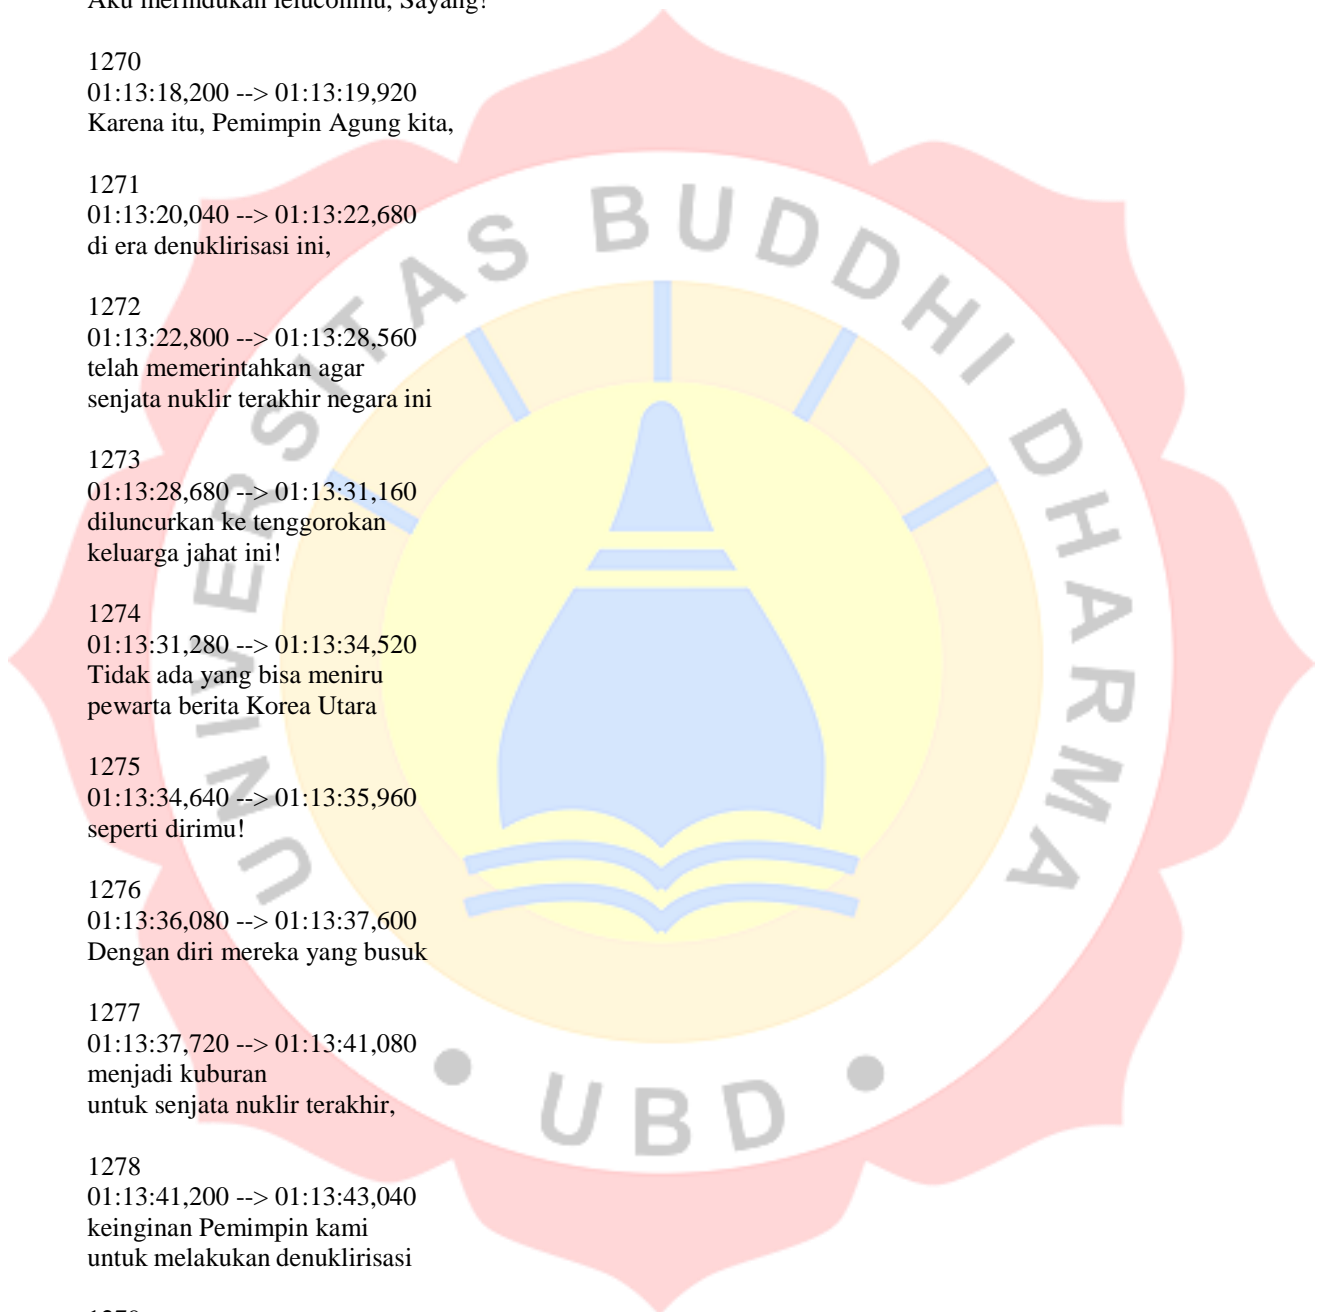 Aku merindukan leluconmu, Sayang!
1270
01:13:18,200 --> 01:13:19,920
Karena itu, Pemimpin Agung kita,
1271
01:13:20,040 --> 01:13:22,680
di era denuklirisasi ini,
1272
01:13:22,800 --> 01:13:28,560
telah memerintahkan agar
senjata nuklir terakhir negara ini
1273
01:13:28,680 --> 01:13:31,160
diluncurkan ke tenggorokan
keluarga jahat ini!
1274
01:13:31,280 --> 01:13:34,520
Tidak ada yang bisa meniru
pewarta berita Korea Utara
1275
01:13:34,640 --> 01:13:35,960
seperti dirimu!
1276
01:13:36,080 --> 01:13:37,600
Dengan diri mereka yang busuk
1277
01:13:37,720 --> 01:13:41,080
menjadi kuburan
untuk senjata nuklir terakhir,
1278
01:13:41,200 --> 01:13:43,040
keinginan Pemimpin kami
untuk melakukan denuklirisasi
UNIVERSITAS BUDDHI DHARMA
• UBD •